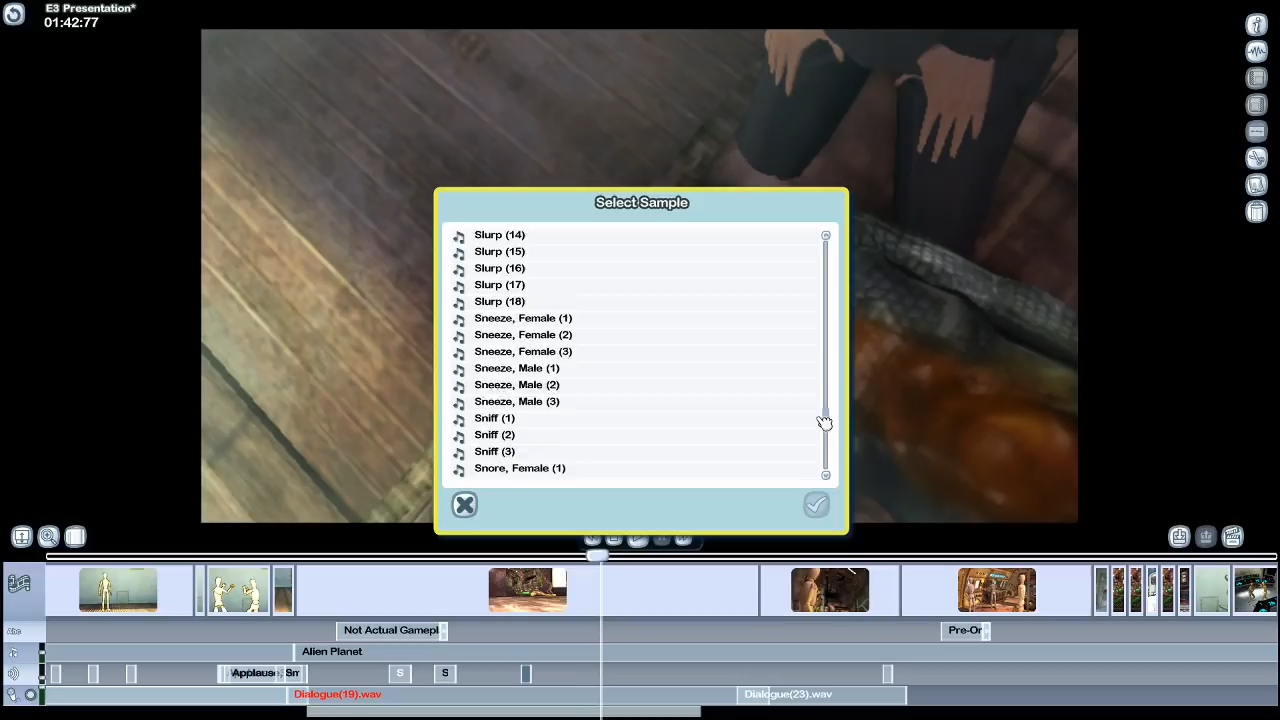 E3 Presentation*
01:42:77
Select Sample
Slurp (14)
Slurp (15)
Slurp (16)
Slurp (17)
Slurp (18)
Sneeze, Female (1)
Sneeze, Female (2)
Sneeze, Female (3)
Sneeze, Male (1)
Sneeze, Male (2)
Sneeze, Male (3)
Sniff (1)
Sniff (2)
Sniff (3)
Snore, Female (1)
Abc
Not Actual Gamepl
Pre-Or
Alien Planet
Applause, Sm
S
S
Dialogue(19).wav
Dialogue(23).wav